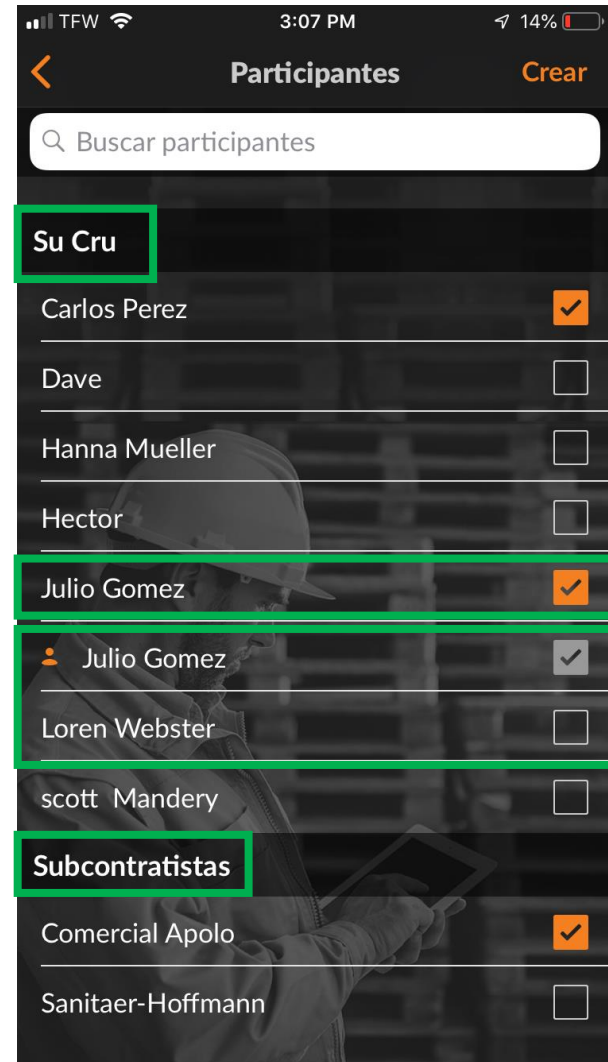 TFW 3:07 PM 14%
Participantes Crear
Buscar participantes
Su Cru
Carlos Perez
Dave
Hanna Mueller
Hector
Julio Gomez
Julio Gomez
Loren Webster
scott Mandery
Subcontratistas
Comercial Apolo
Sanitaer-Hoffmann